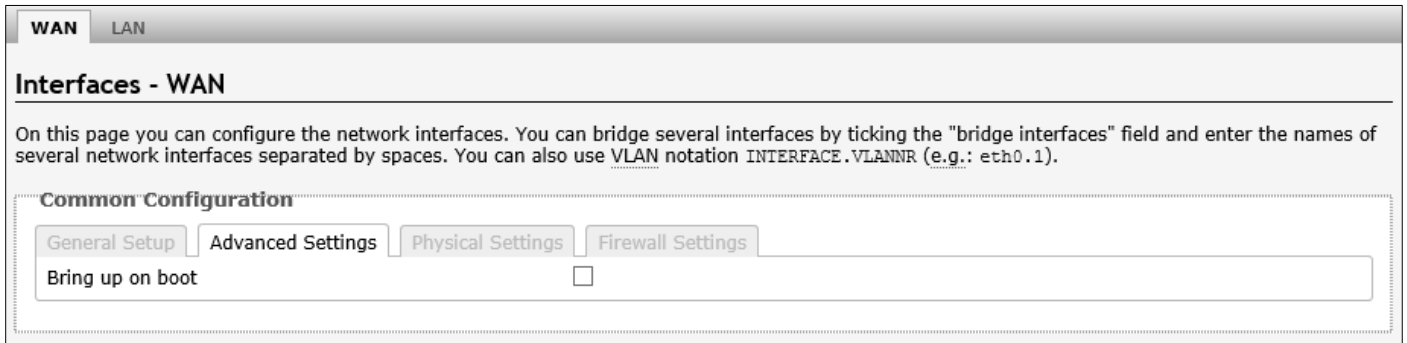 WAN LAN
Interfaces - WAN
On this page you can configure the network interfaces. You can bridge several interfaces by ticking the "bridge interfaces" field and enter the names of
several network interfaces separated by spaces. You can also use VLAN notation INTERFACE.VLANNR (e.g.: eth0.1).
Common Configuration
General Setup Advanced Settings Physical Settings Firewall Settings
Bring up on boot